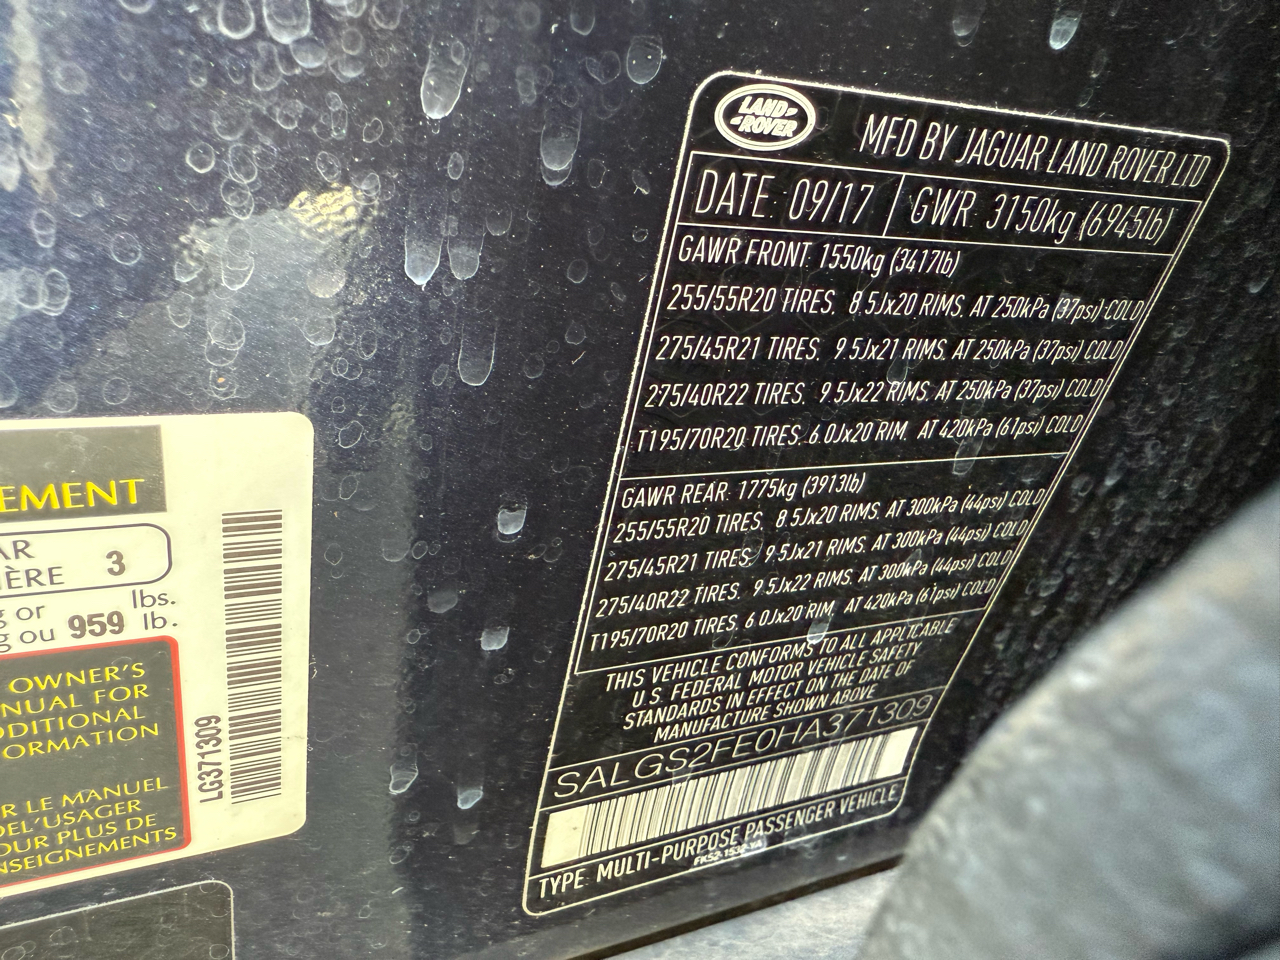 EMENT
AR
IÈRE 3
g or lbs.
g ou 959 lb.
OWNER'S
NUAL FOR
DDITIONAL
ORMATION
R LE MANUEL
DE L'USAGER
OUR PLUS DE
NSEIGNEMENTS
LG371309
LAND ROVER
MFD BY JAGUAR LAND ROVER LTD
DATE: 09/17 GWR: 3150kg (6945lb)
GAWR FRONT: 1550kg (3417lb)
255/55R20 TIRES. 8.5Jx20 RIMS. AT 250kPa (37psi) COLD
275/45R21 TIRES. 9.5Jx21 RIMS. AT 250kPa (37psi) COLD
275/40R22 TIRES. 9.5Jx22 RIMS. AT 250kPa (37psi) COLD
T195/70R20 TIRES. 6.0Jx20 RIM. AT 420kPa (61psi) COLD
GAWR REAR: 1775kg (3913lb)
255/55R20 TIRES. 8.5Jx20 RIMS. AT 300kPa (44psi) COLD
275/45R21 TIRES. 9.5Jx21 RIMS. AT 300kPa (44psi) COLD
275/40R22 TIRES. 9.5Jx22 RIMS. AT 300kPa (44psi) COLD
T195/70R20 TIRES. 6.0Jx20 RIM. AT 420kPa (61psi) COLD
THIS VEHICLE CONFORMS TO ALL APPLICABLE
U.S. FEDERAL MOTOR VEHICLE SAFETY
STANDARDS IN EFFECT ON THE DATE OF
MANUFACTURE SHOWN ABOVE
SALGS2FE0HA371309
TYPE: MULTI-PURPOSE PASSENGER VEHICLE
FK52-1532-YA